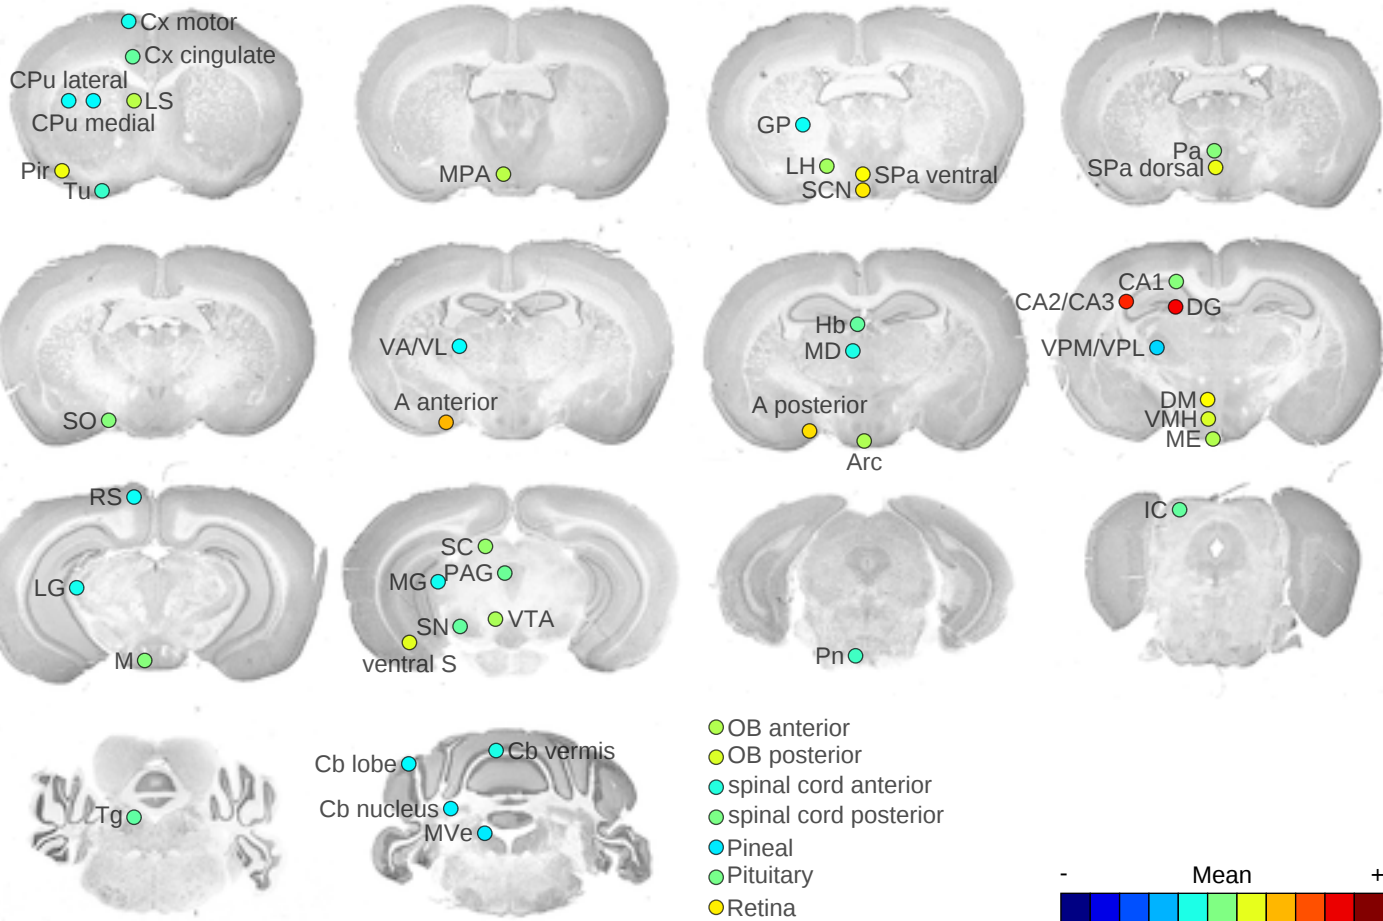 Cx motor
Cx cingulate
CPu lateral
LS
CPu medial
Pir
Tu
MPA
GP
LH
SPa ventral
SCN
Pa
SPa dorsal
SO
VA/VL
A anterior
Hb
MD
A posterior
Arc
CA1
CA2/CA3
DG
VPM/VPL
DM
VMH
ME
RS
LG
M
SC
PAG
MG
VTA
SN
ventral S
Pn
IC
Tg
Cb vermis
Cb lobe
Cb nucleus
MVe
OB anterior
OB posterior
spinal cord anterior
spinal cord posterior
Pineal
Pituitary
Retina
- Mean +